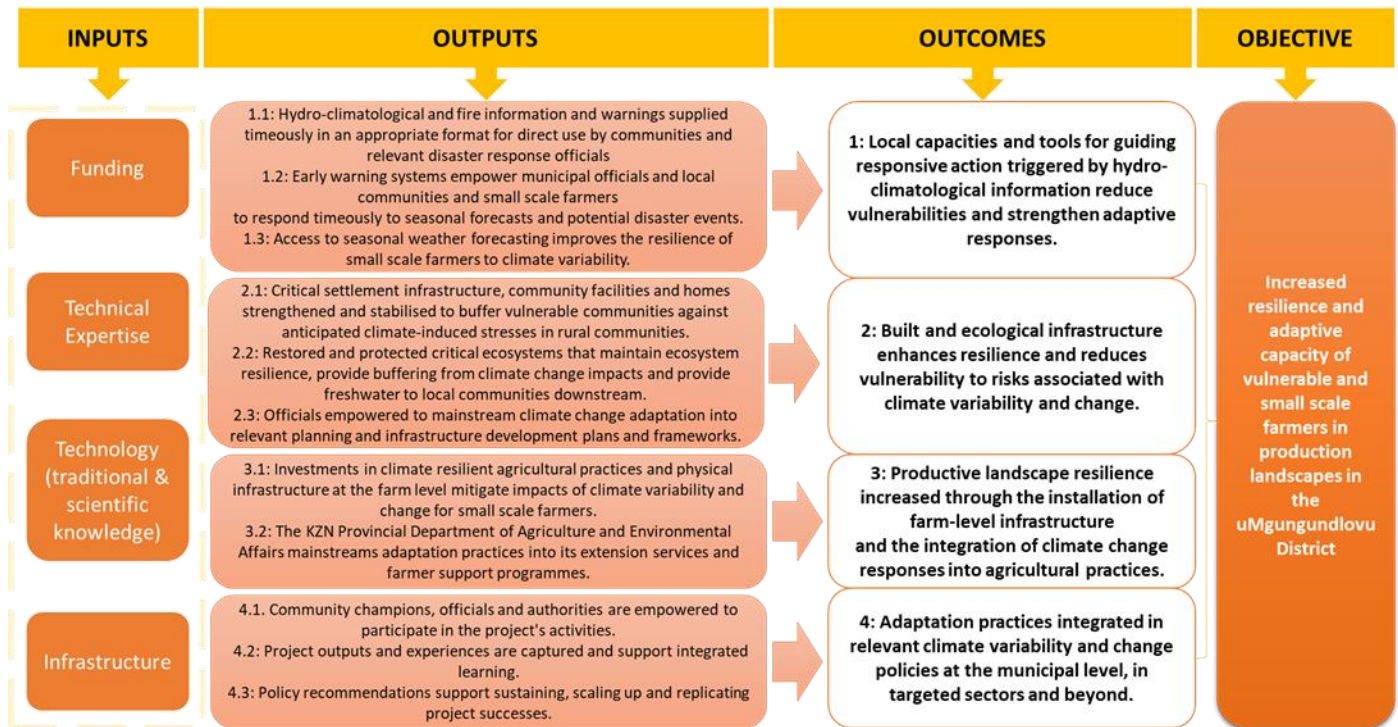 INPUTS
OUTPUTS
OUTCOMES
OBJECTIVE
Funding
Technical
Expertise
Technology
(traditional &
scientific
knowledge)
Infrastructure
1.1: Hydro-climatological and fire information and warnings supplied
timeously in an appropriate format for direct use by communities and
relevant disaster response officials
1.2: Early warning systems empower municipal officials and local
communities and small scale farmers
to respond timeously to seasonal forecasts and potential disaster events.
1.3: Access to seasonal weather forecasting improves the resilience of
small scale farmers to climate variability.
2.1: Critical settlement infrastructure, community facilities and homes
strengthened and stabilised to buffer vulnerable communities against
anticipated climate-induced stresses in rural communities.
2.2: Restored and protected critical ecosystems that maintain ecosystem
resilience, provide buffering from climate change impacts and provide
freshwater to local communities downstream.
2.3: Officials empowered to mainstream climate change adaptation into
relevant planning and infrastructure development plans and frameworks.
3.1: Investments in climate resilient agricultural practices and physical
infrastructure at the farm level mitigate impacts of climate variability and
change for small scale farmers.
3.2: The KZN Provincial Department of Agriculture and Environmental
Affairs mainstreams adaptation practices into its extension services and
farmer support programmes.
4.1. Community champions, officials and authorities are empowered to
participate in the project's activities.
4.2: Project outputs and experiences are captured and support integrated
learning.
4.3: Policy recommendations support sustaining, scaling up and replicating
project successes.
1: Local capacities and tools for guiding
responsive action triggered by hydro-
climatological information reduce
vulnerabilities and strengthen adaptive
responses.
2: Built and ecological infrastructure
enhances resilience and reduces
vulnerability to risks associated with
climate variability and change.
3: Productive landscape resilience
increased through the installation of
farm-level infrastructure
and the integration of climate change
responses into agricultural practices.
4: Adaptation practices integrated in
relevant climate variability and change
policies at the municipal level, in
targeted sectors and beyond.
Increased
resilience and
adaptive
capacity of
vulnerable and
small scale
farmers in
production
landscapes in
the
uMgungundlovu
District